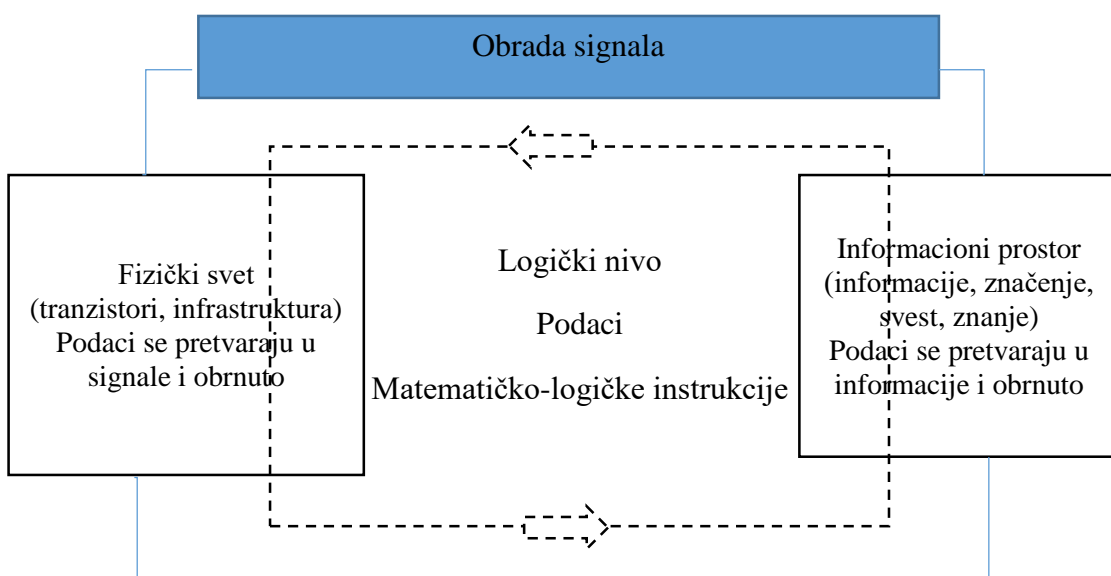 Obrada signala
Fizički svet
(tranzistori, infrastruktura)
Podaci se pretvaraju u
signale i obrnuto
Logički nivo
Podaci
Matematičko-logičke instrukcije
Informacioni prostor
(informacije, značenje,
svest, znanje)
Podaci se pretvaraju u
informacije i obrnuto